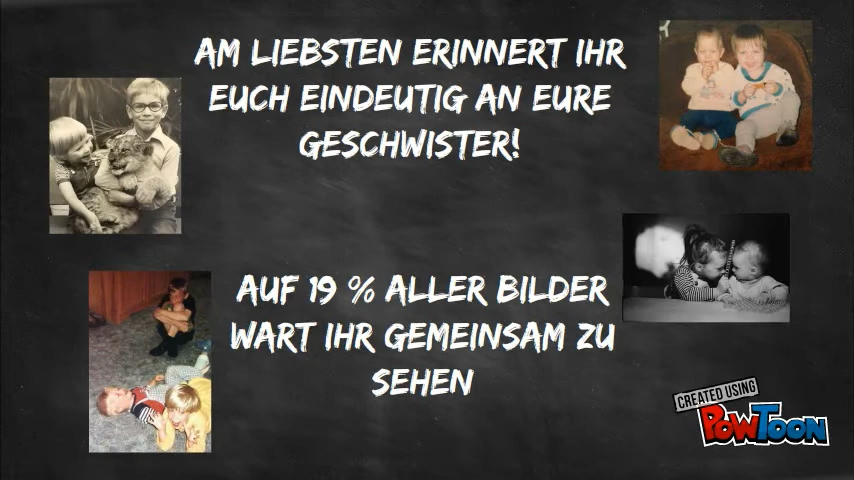 AM LIEBSTEN ERINNERT IHR
EUCH EINDEUTIG AN EURE
GESCHWISTER!
AUF 19 % ALLER BILDER
WART IHR GEMEINSAM ZU
SEHEN
CREATED USING
POWTOON